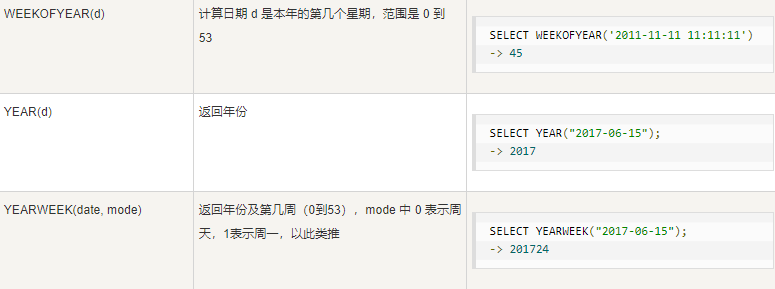 WEEKOFYEAR(d)
计算日期 d 是本年的第几个星期，范围是 0 到
53
SELECT WEEKOFYEAR('2011-11-11 11:11:11')
-> 45
YEAR(d)
返回年份
SELECT YEAR("2017-06-15");
-> 2017
YEARWEEK(date, mode)
返回年份及第几周（0到53），mode 中 0 表示周
天，1表示周一，以此类推
SELECT YEARWEEK("2017-06-15");
-> 201724